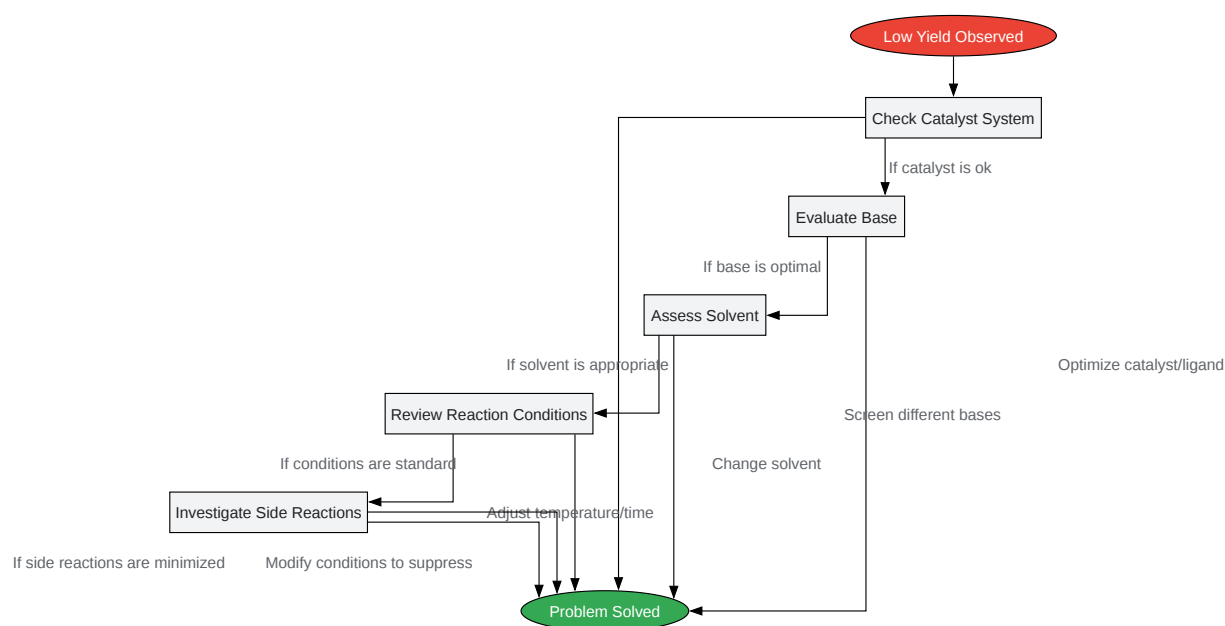 Low Yield Observed
Check Catalyst System
If catalyst is ok
Evaluate Base
If base is optimal
Assess Solvent
If solvent is appropriate
Optimize catalyst/ligand
Review Reaction Conditions
Screen different bases
If conditions are standard
Change solvent
Investigate Side Reactions
Adjust temperature/time
If side reactions are minimized
Modify conditions to suppress
Problem Solved